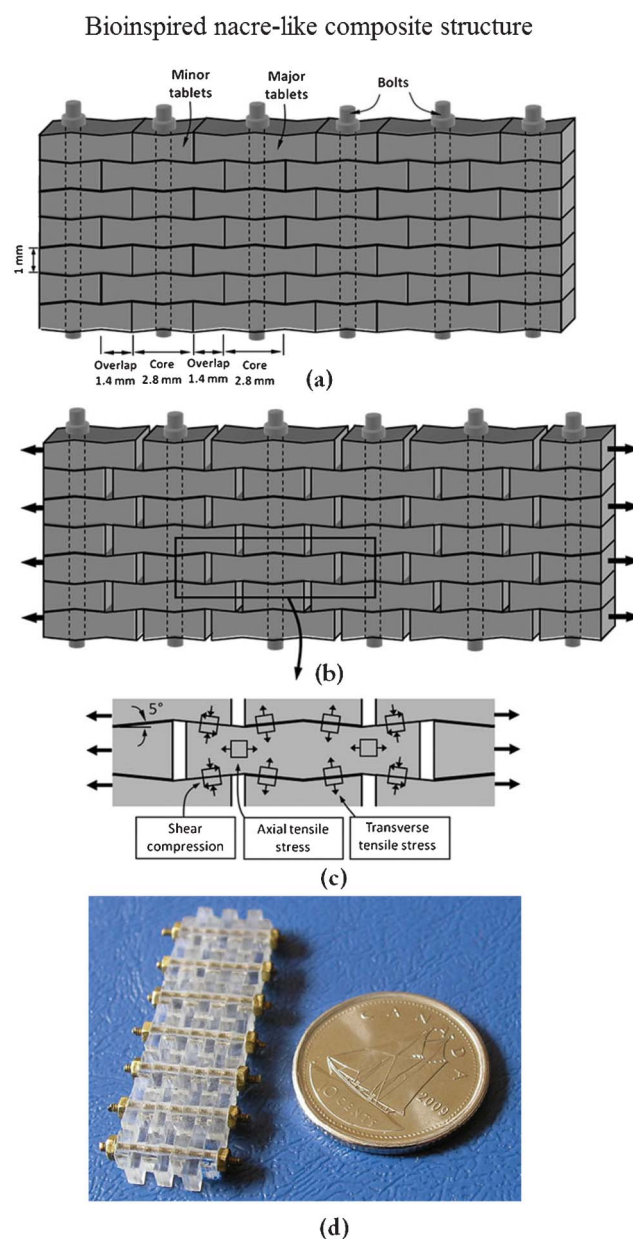 Bioinspired nacre-like composite structure
Minor
tablets
Major
tablets
Bolts
1 mm
Overlap
1.4 mm
Core
2.8 mm
Overlap
1.4 mm
Core
2.8 mm
(a)
(b)
5°
Shear
compression
Axial tensile
stress
Transverse
tensile stress
(c)
CANADA
2009
10 CENTS
(d)